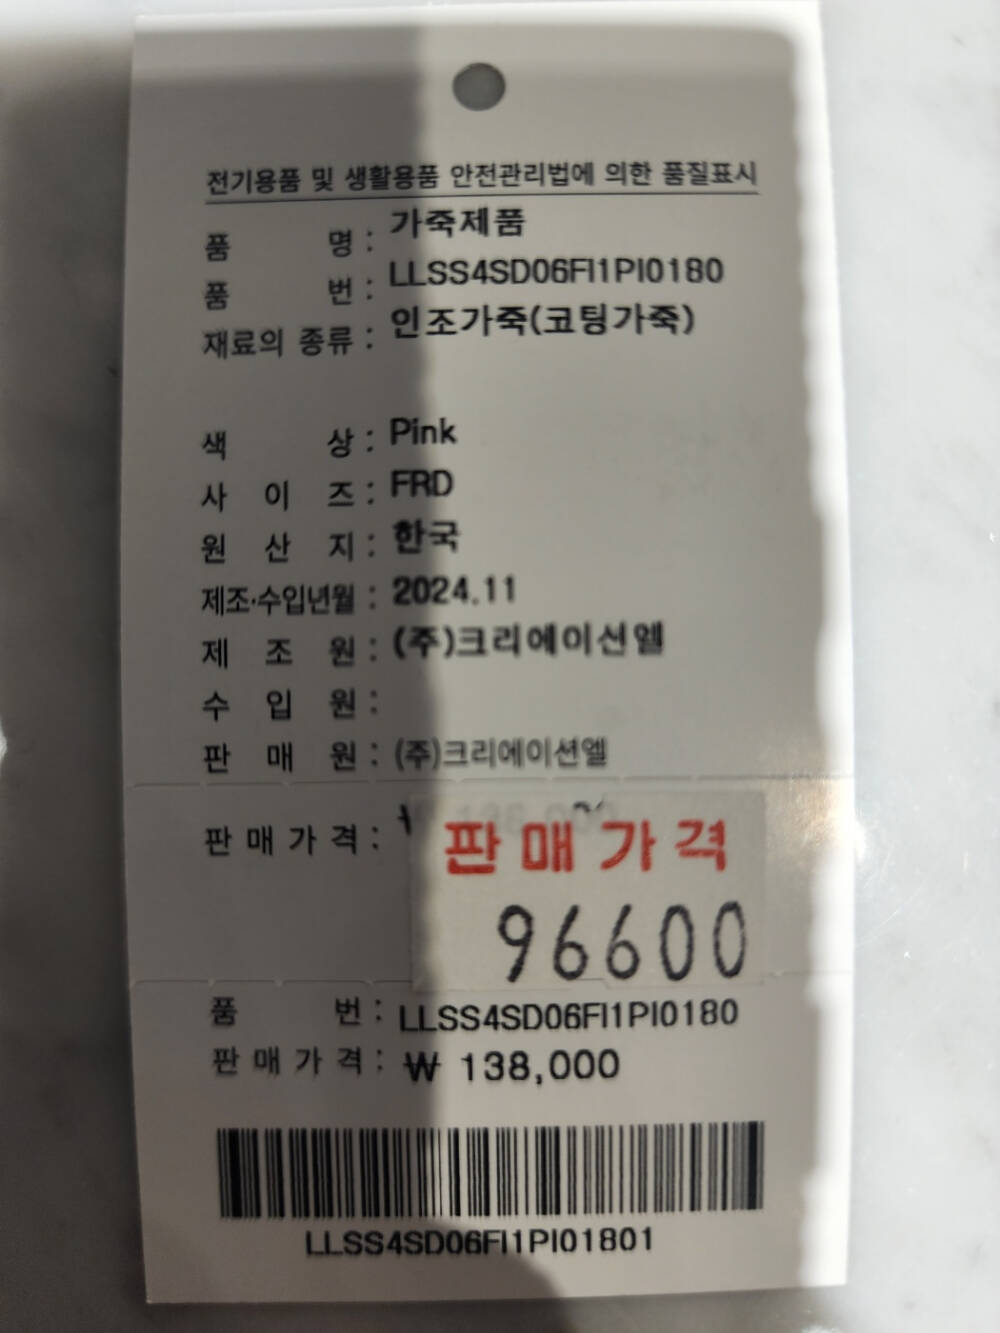 전기용품 및 생활용품 안전관리법에 의한 품질표시
품 명 : 가죽제품
품 번 : LLSS4SD06FI1PI0180
재료의 종류 : 인조가죽(코팅가죽)
색 상 : Pink
사 이 즈 : FRD
원 산 지 : 한국
제조·수입년월 : 2024.11
제 조 원 : (주)크리에이션엘
수 입 원 :
판 매 원 : (주)크리에이션엘
판 매 가 격 : ₩
판매가격
96600
품 번 : LLSS4SD06FI1PI0180
판 매 가 격 : ₩ 138,000
LLSS4SD06FI1PI01801